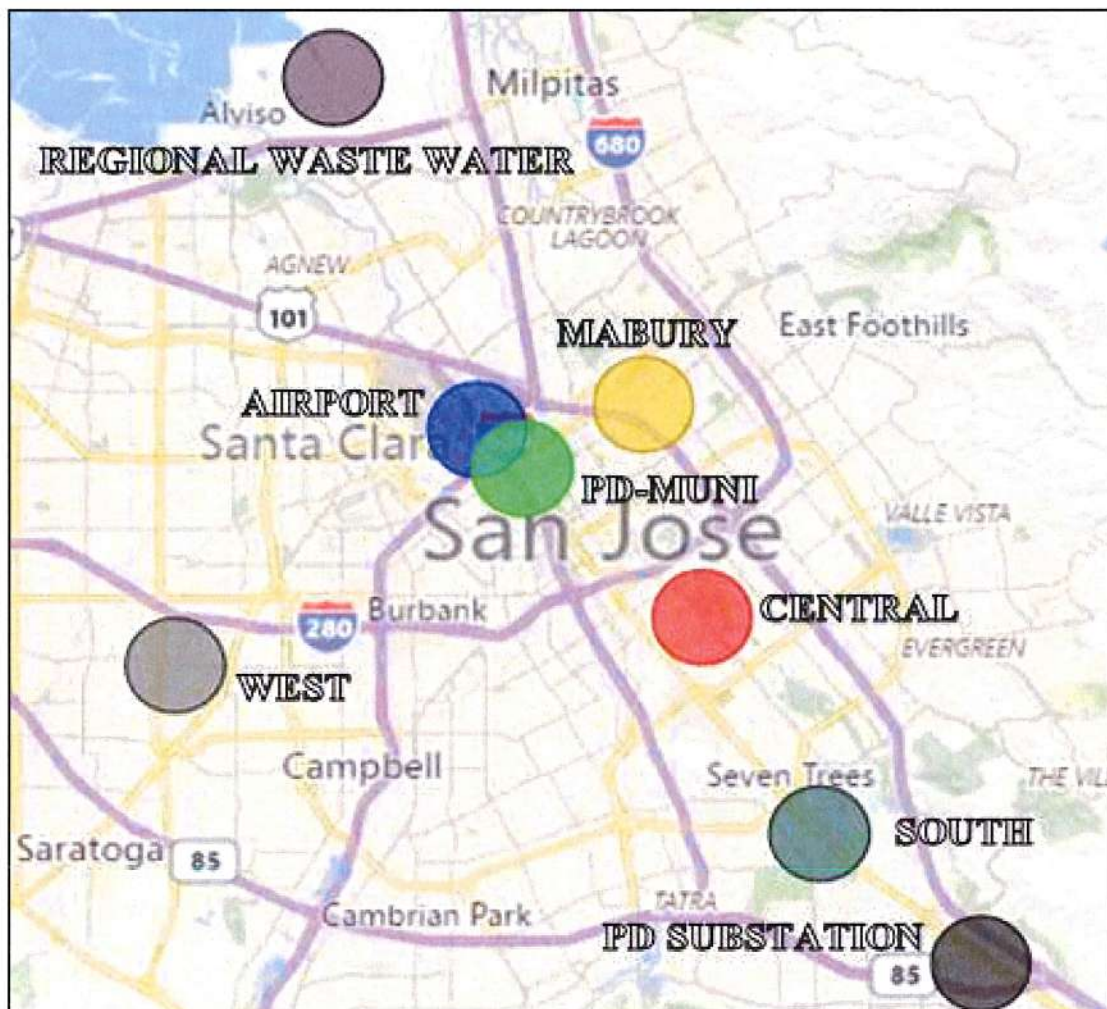 Milpitas
Alviso
680
REGIONAL WASTE WATER
COUNTRYBROOK
LAGOON
AGNEW
101
East Foothills
MABURY
AIRPORT
Santa Clara
PD-MUNI
San Jose
VALLE VISTA
CENTRAL
Burbank
280
EVERGREEN
WEST
Campbell
Seven Trees
THE VIL
SOUTH
Saratoga
85
TATRA
Cambrian Park
PD SUBSTATION
85